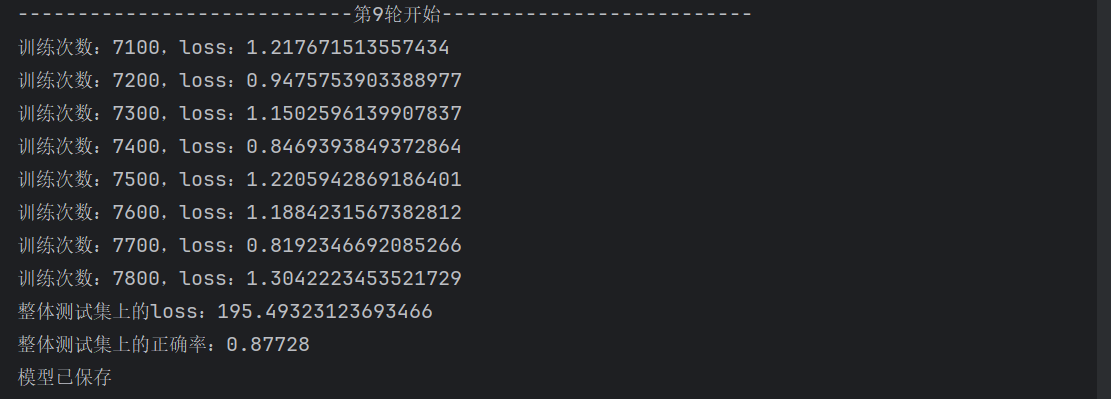 ----------------------------第9轮开始--------------------------
训练次数：7100，loss：1.217671513557434
训练次数：7200，loss：0.9475753903388977
训练次数：7300，loss：1.1502596139907837
训练次数：7400，loss：0.8469393849372864
训练次数：7500，loss：1.2205942869186401
训练次数：7600，loss：1.1884231567382812
训练次数：7700，loss：0.8192346692085266
训练次数：7800，loss：1.3042223453521729
整体测试集上的loss：195.49323123693466
整体测试集上的正确率：0.87728
模型已保存